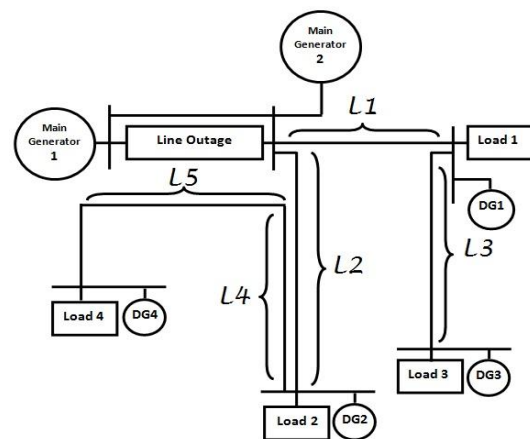 Main
Generator
2
Main
Generator
1
Line Outage
L1
Load 1
DG1
L5
L4
L2
L3
Load 4
DG4
Load 3
DG3
Load 2
DG2